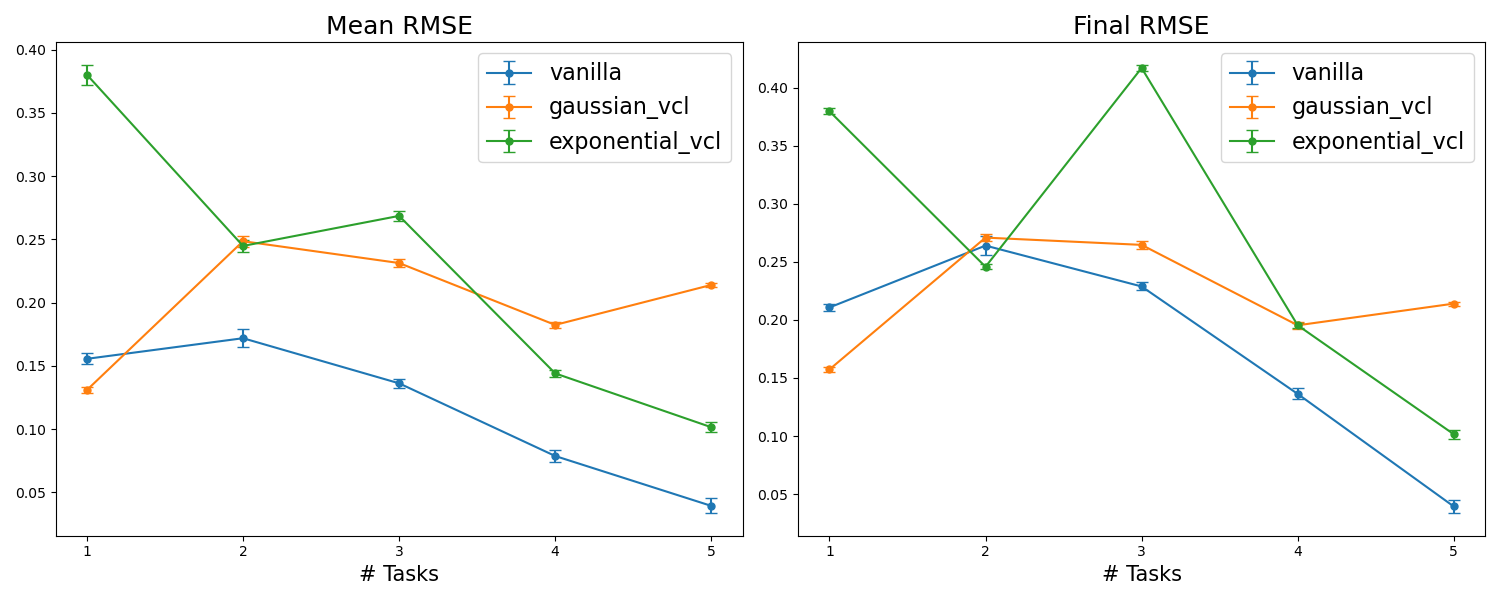 Mean RMSE
0.40
0.35
0.30
0.25
0.20
0.15
0.10
0.05
vanilla
gaussian_vcl
exponential_vcl
1 2 3 4 5
# Tasks
Final RMSE
0.40
0.35
0.30
0.25
0.20
0.15
0.10
0.05
vanilla
gaussian_vcl
exponential_vcl
1 2 3 4 5
# Tasks